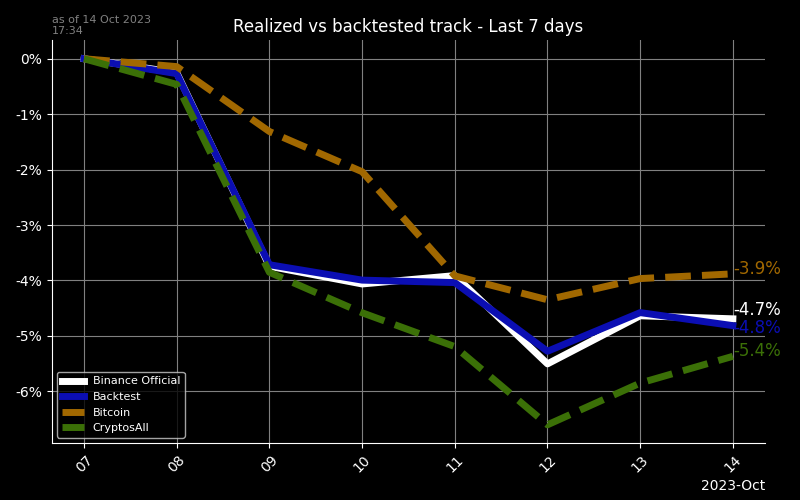 as of 14 Oct 2023
17:34
Realized vs backtested track - Last 7 days
0%
-1%
-2%
-3%
-4%
-5%
-6%
-3.9%
-4.7%
-4.8%
-5.4%
Binance Official
Backtest
Bitcoin
CryptosAll
07
08
09
10
11
12
13
14
2023-Oct